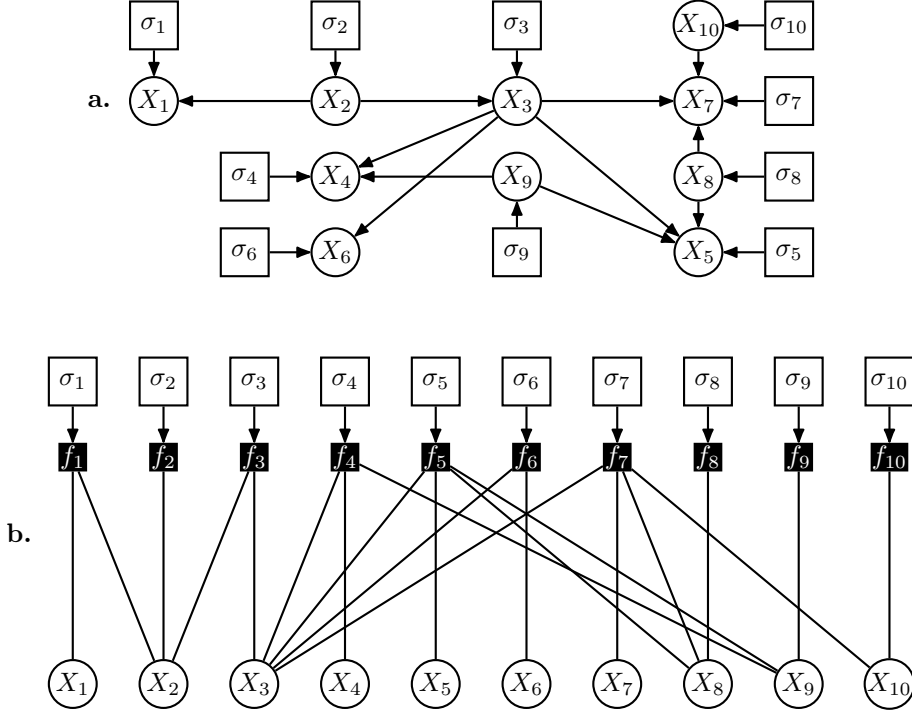 σ₁ σ₂ σ₃ X₁₀ σ₁₀
a. X₁ X₂ X₃ X₇ σ₇
σ₄ X₄ X₉ X₈ σ₈
σ₆ X₆ σ₉ X₅ σ₅
σ₁ σ₂ σ₃ σ₄ σ₅ σ₆ σ₇ σ₈ σ₉ σ₁₀
f₁ f₂ f₃ f₄ f₅ f₆ f₇ f₈ f₉ f₁₀
b.
X₁ X₂ X₃ X₄ X₅ X₆ X₇ X₈ X₉ X₁₀